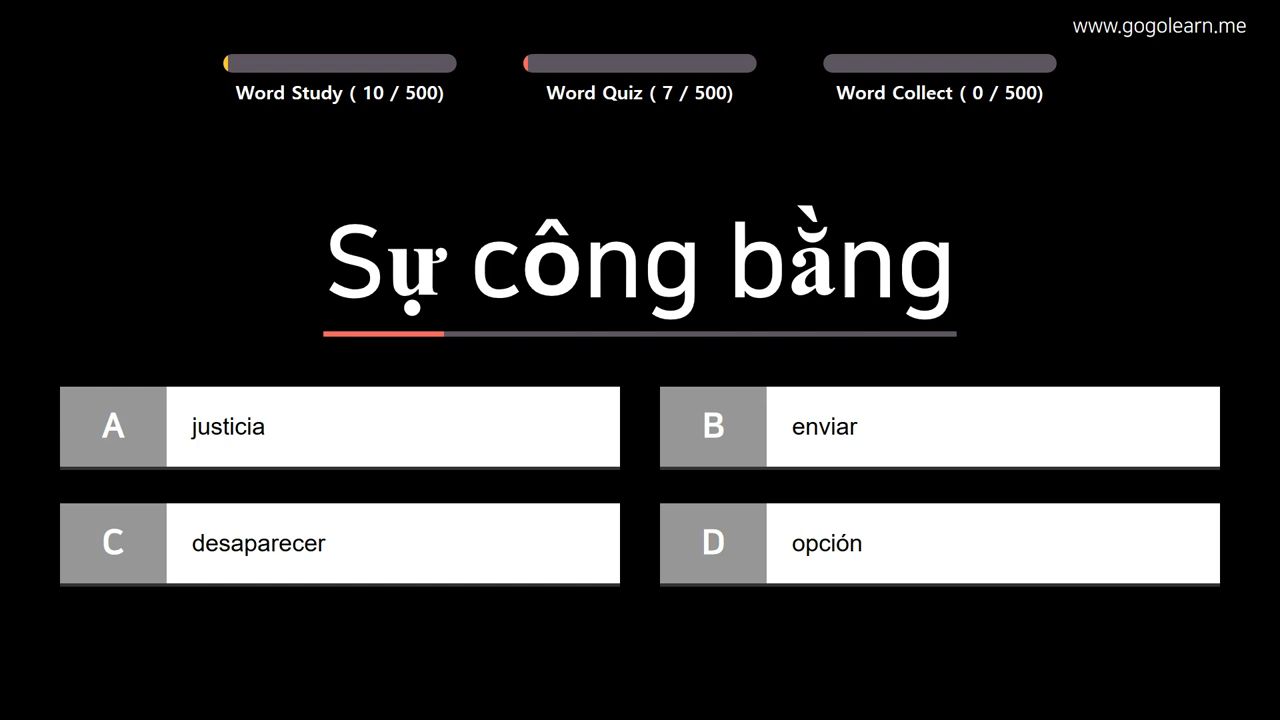 www.gogolearn.me
Word Study ( 10 / 500)
Word Quiz ( 7 / 500)
Word Collect ( 0 / 500)
Sự công bằng
A justicia
B enviar
C desaparecer
D opción